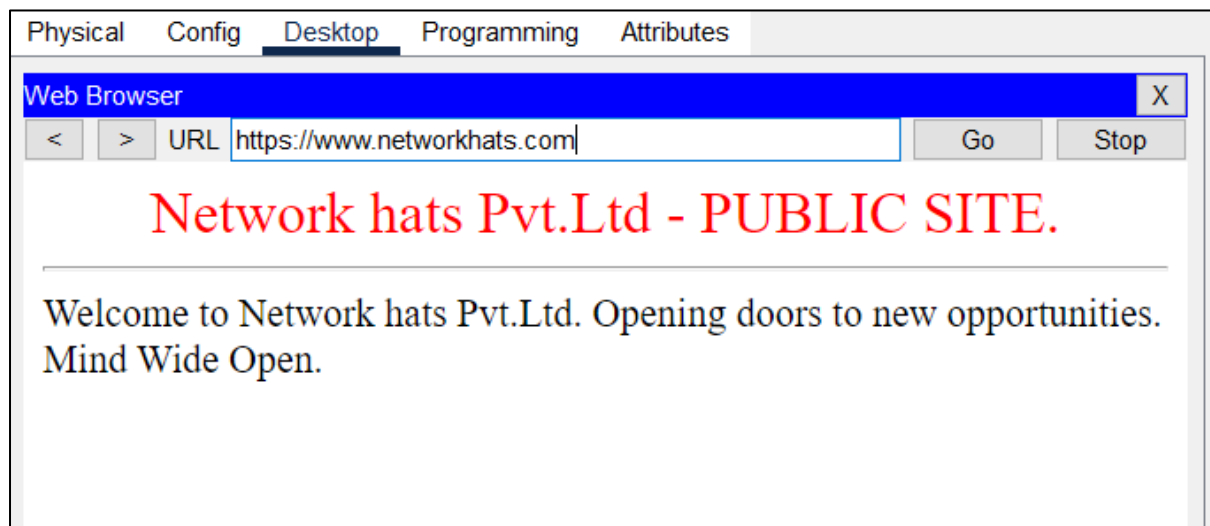 Physical Config Desktop Programming Attributes
Web Browser X
< > URL https://www.networkhats.com Go Stop
Network hats Pvt.Ltd - PUBLIC SITE.
Welcome to Network hats Pvt.Ltd. Opening doors to new opportunities.
Mind Wide Open.